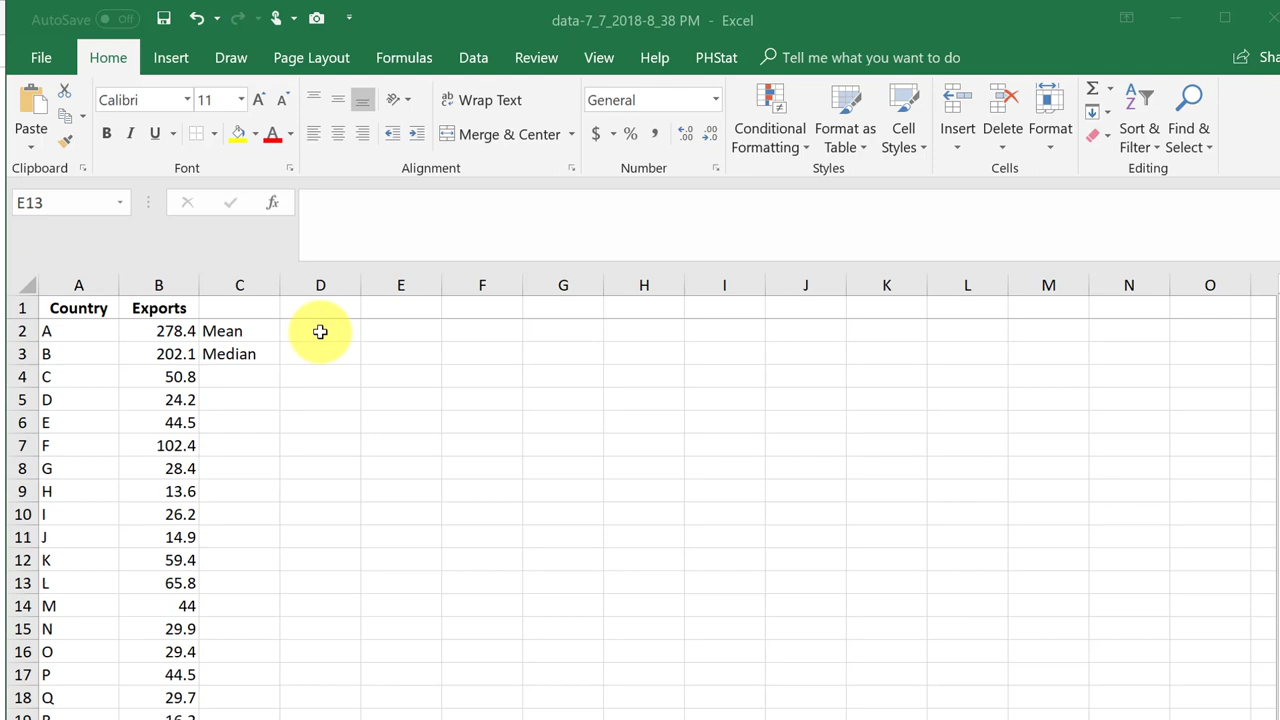 AutoSave Off data-7_7_2018-8_38 PM - Excel
File Home Insert Draw Page Layout Formulas Data Review View Help PHStat Tell me what you want to do Sha
Paste Calibri 11 Wrap Text General Conditional Formatting Format as Table Cell Styles Insert Delete Format Sort & Filter Find & Select
B I U A Merge & Center $ % ,
Clipboard Font Alignment Number Styles Cells Editing
E13 fx
A B C D E F G H I J K L M N O
1 Country Exports
2 A 278.4 Mean
3 B 202.1 Median
4 C 50.8
5 D 24.2
6 E 44.5
7 F 102.4
8 G 28.4
9 H 13.6
10 I 26.2
11 J 14.9
12 K 59.4
13 L 65.8
14 M 44
15 N 29.9
16 O 29.4
17 P 44.5
18 Q 29.7